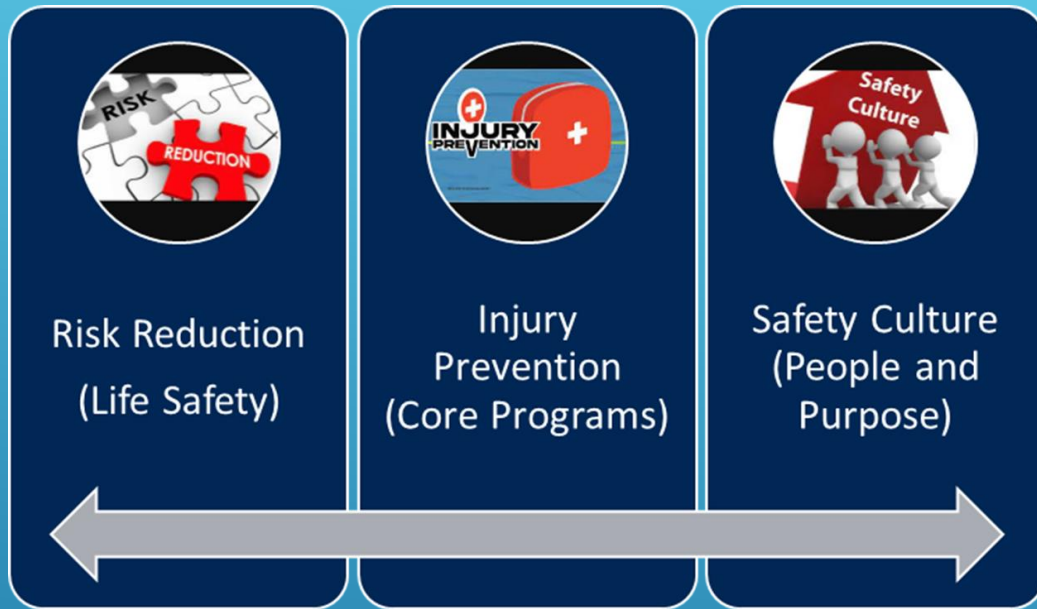 RISK
REDUCTION
INJURY
PREVENTION
Safety
Culture
Risk Reduction
(Life Safety)
Injury
Prevention
(Core Programs)
Safety Culture
(People and
Purpose)